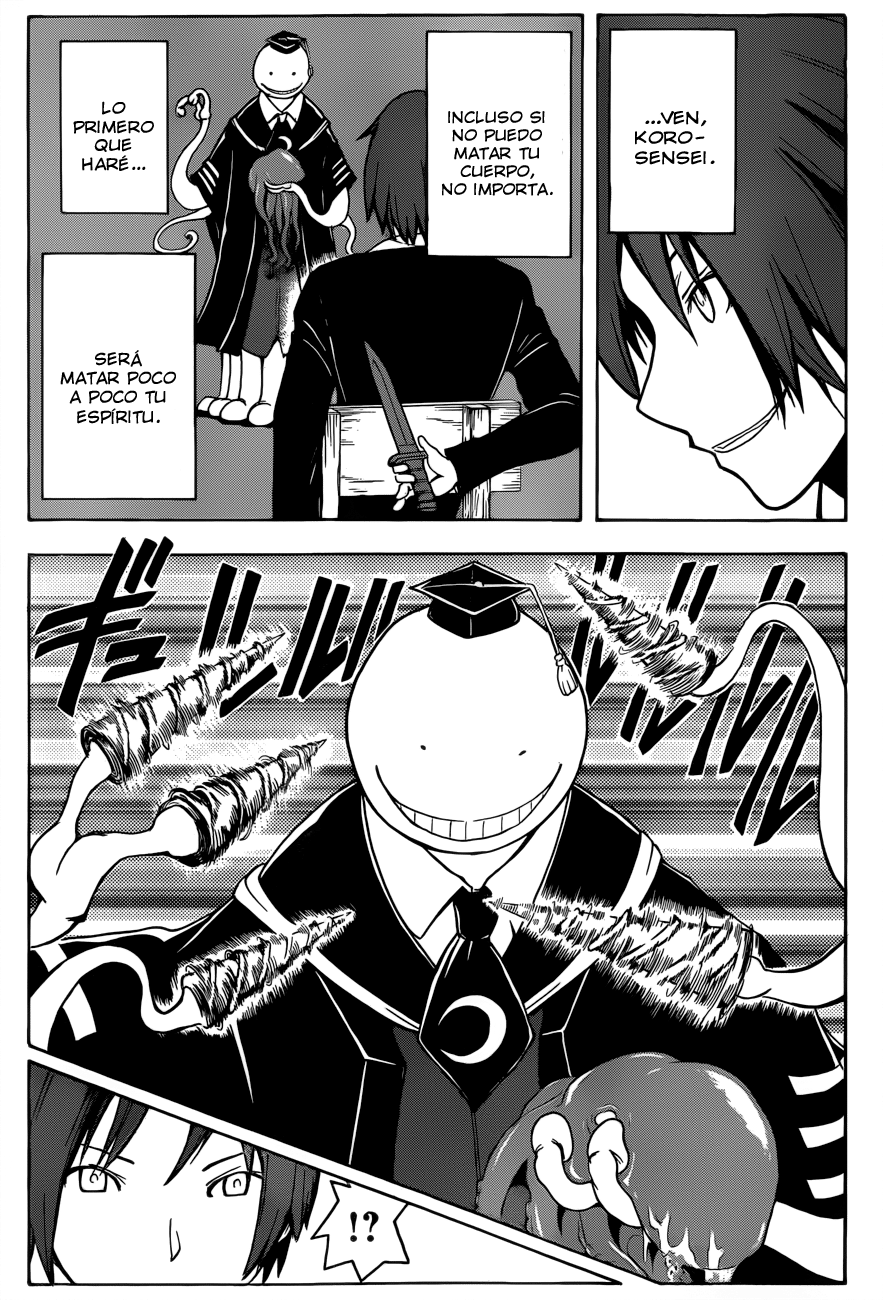 ...VEN,
KORO-
SENSEI.
INCLUSO SI
NO PUEDO
MATAR TU
CUERPO,
NO IMPORTA.
LO
PRIMERO
QUE
HARÉ...
SERÁ
MATAR POCO
A POCO TU
ESPÍRITU.
ギュルルルル
!?